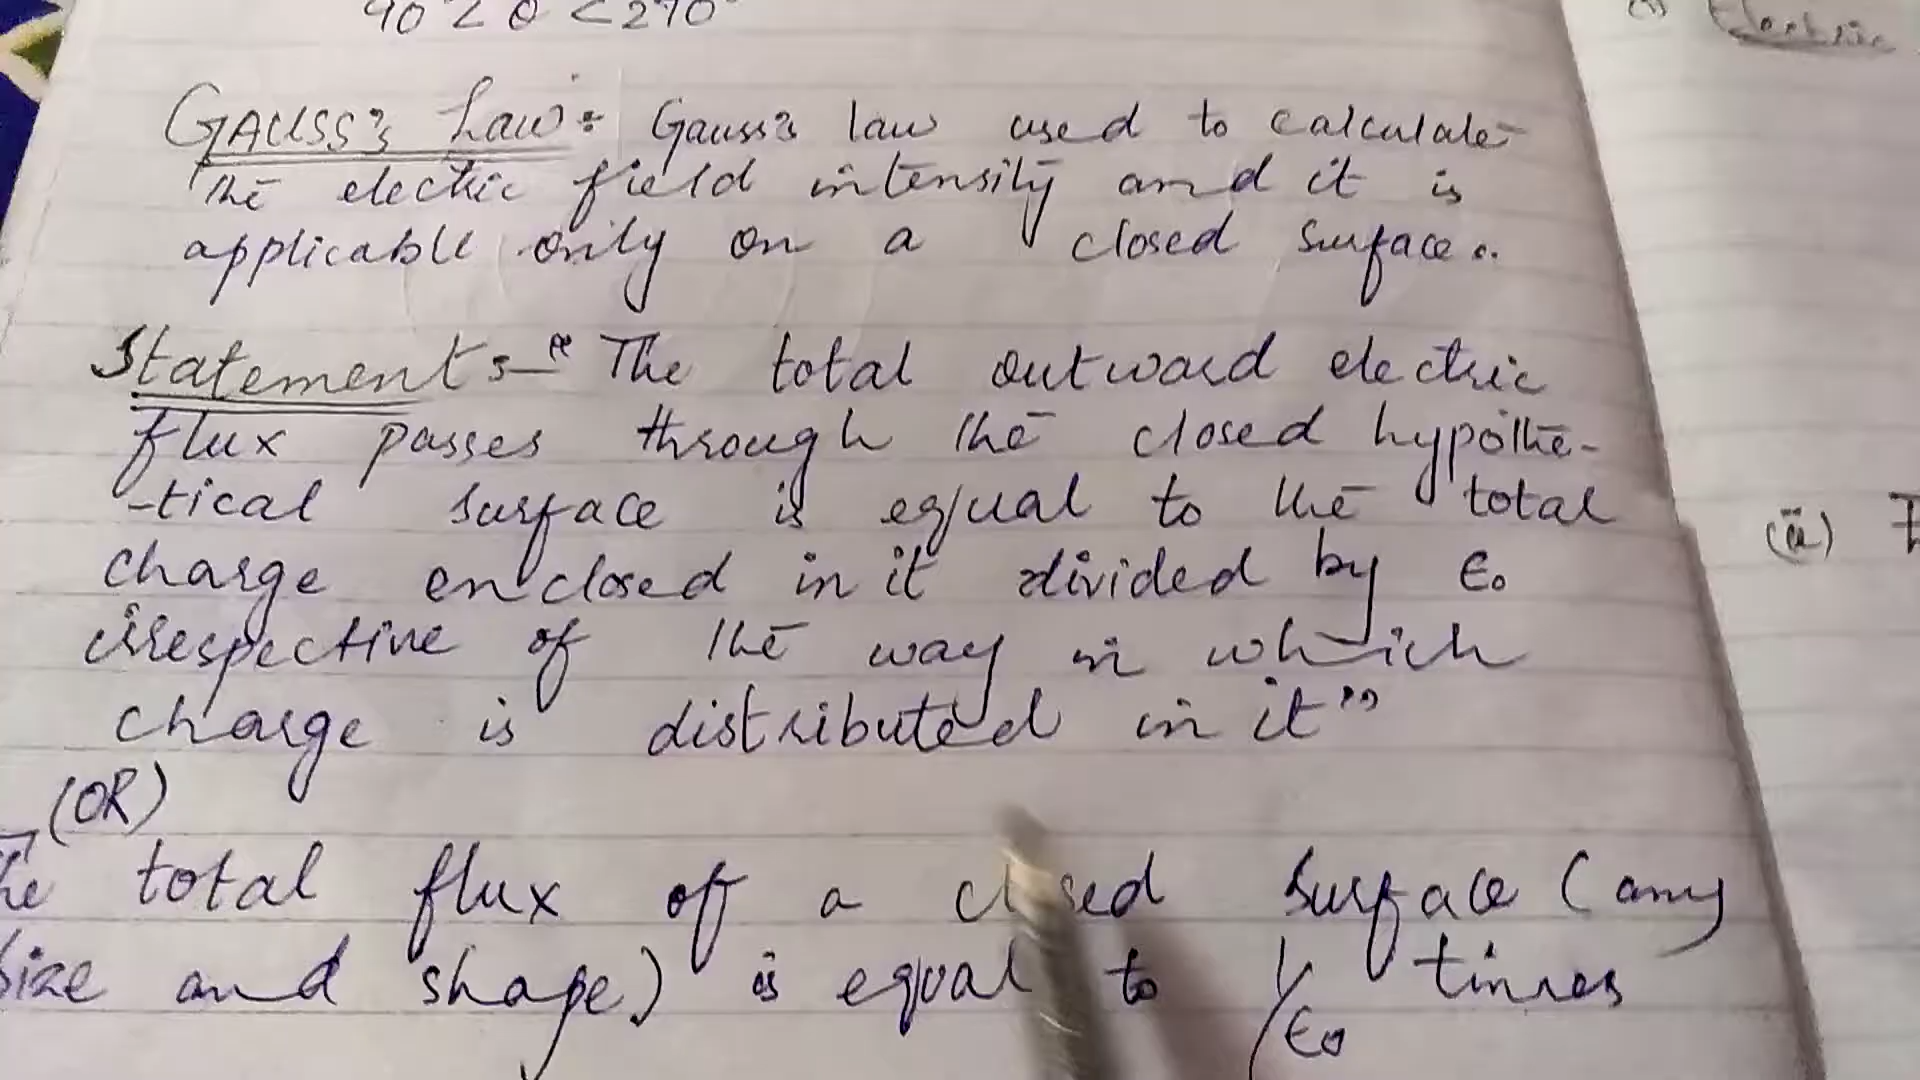 90 < θ < 270°
GAUSS's Law:- Gauss's law used to calculate
the electric field intensity and it is
applicable only on a closed surface.
Statement:- "The total outward electric
flux passes through the closed hypothe-
-tical surface is equal to the total
charge enclosed in it divided by ε₀
irrespective of the way in which
charge is distributed in it"
(OR)
The total flux of a closed surface (any
size and shape) is equal to 1/ε₀ times
Electric
(ii)